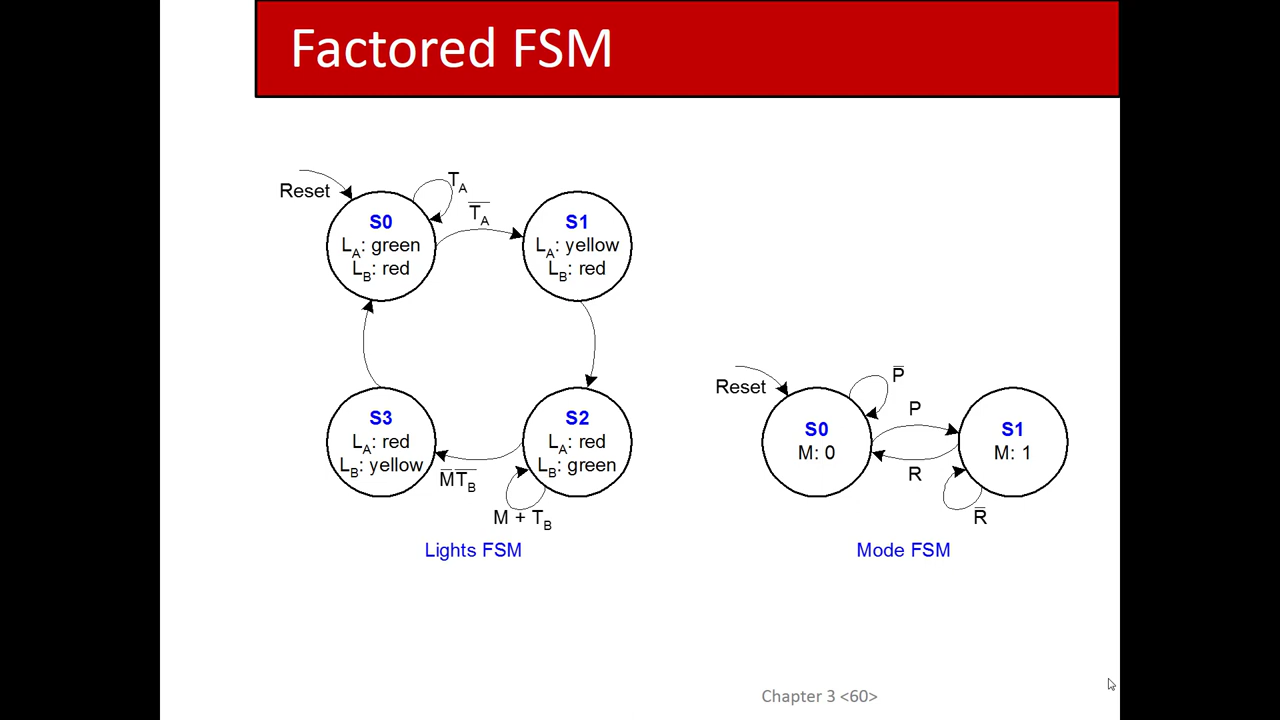 Factored FSM
Reset
T_A
T̅_A̅
S0
L_A: green
L_B: red
S1
L_A: yellow
L_B: red
S3
L_A: red
L_B: yellow
S2
L_A: red
L_B: green
M̅ T̅_B̅
M + T_B
Lights FSM
Reset
P̅
P
S0
M: 0
S1
M: 1
R
R̅
Mode FSM
Chapter 3 <60>